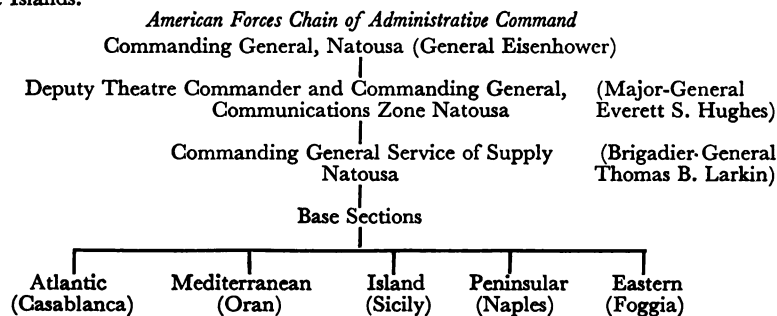 Islands.
American Forces Chain of Administrative Command
Commanding General, Natousa (General Eisenhower)
Deputy Theatre Commander and Commanding General, (Major-General
Communications Zone Natousa Everett S. Hughes)
Commanding General Service of Supply (Brigadier-General
Natousa Thomas B. Larkin)
Base Sections
Atlantic Mediterranean Island Peninsular Eastern
(Casablanca) (Oran) (Sicily) (Naples) (Foggia)